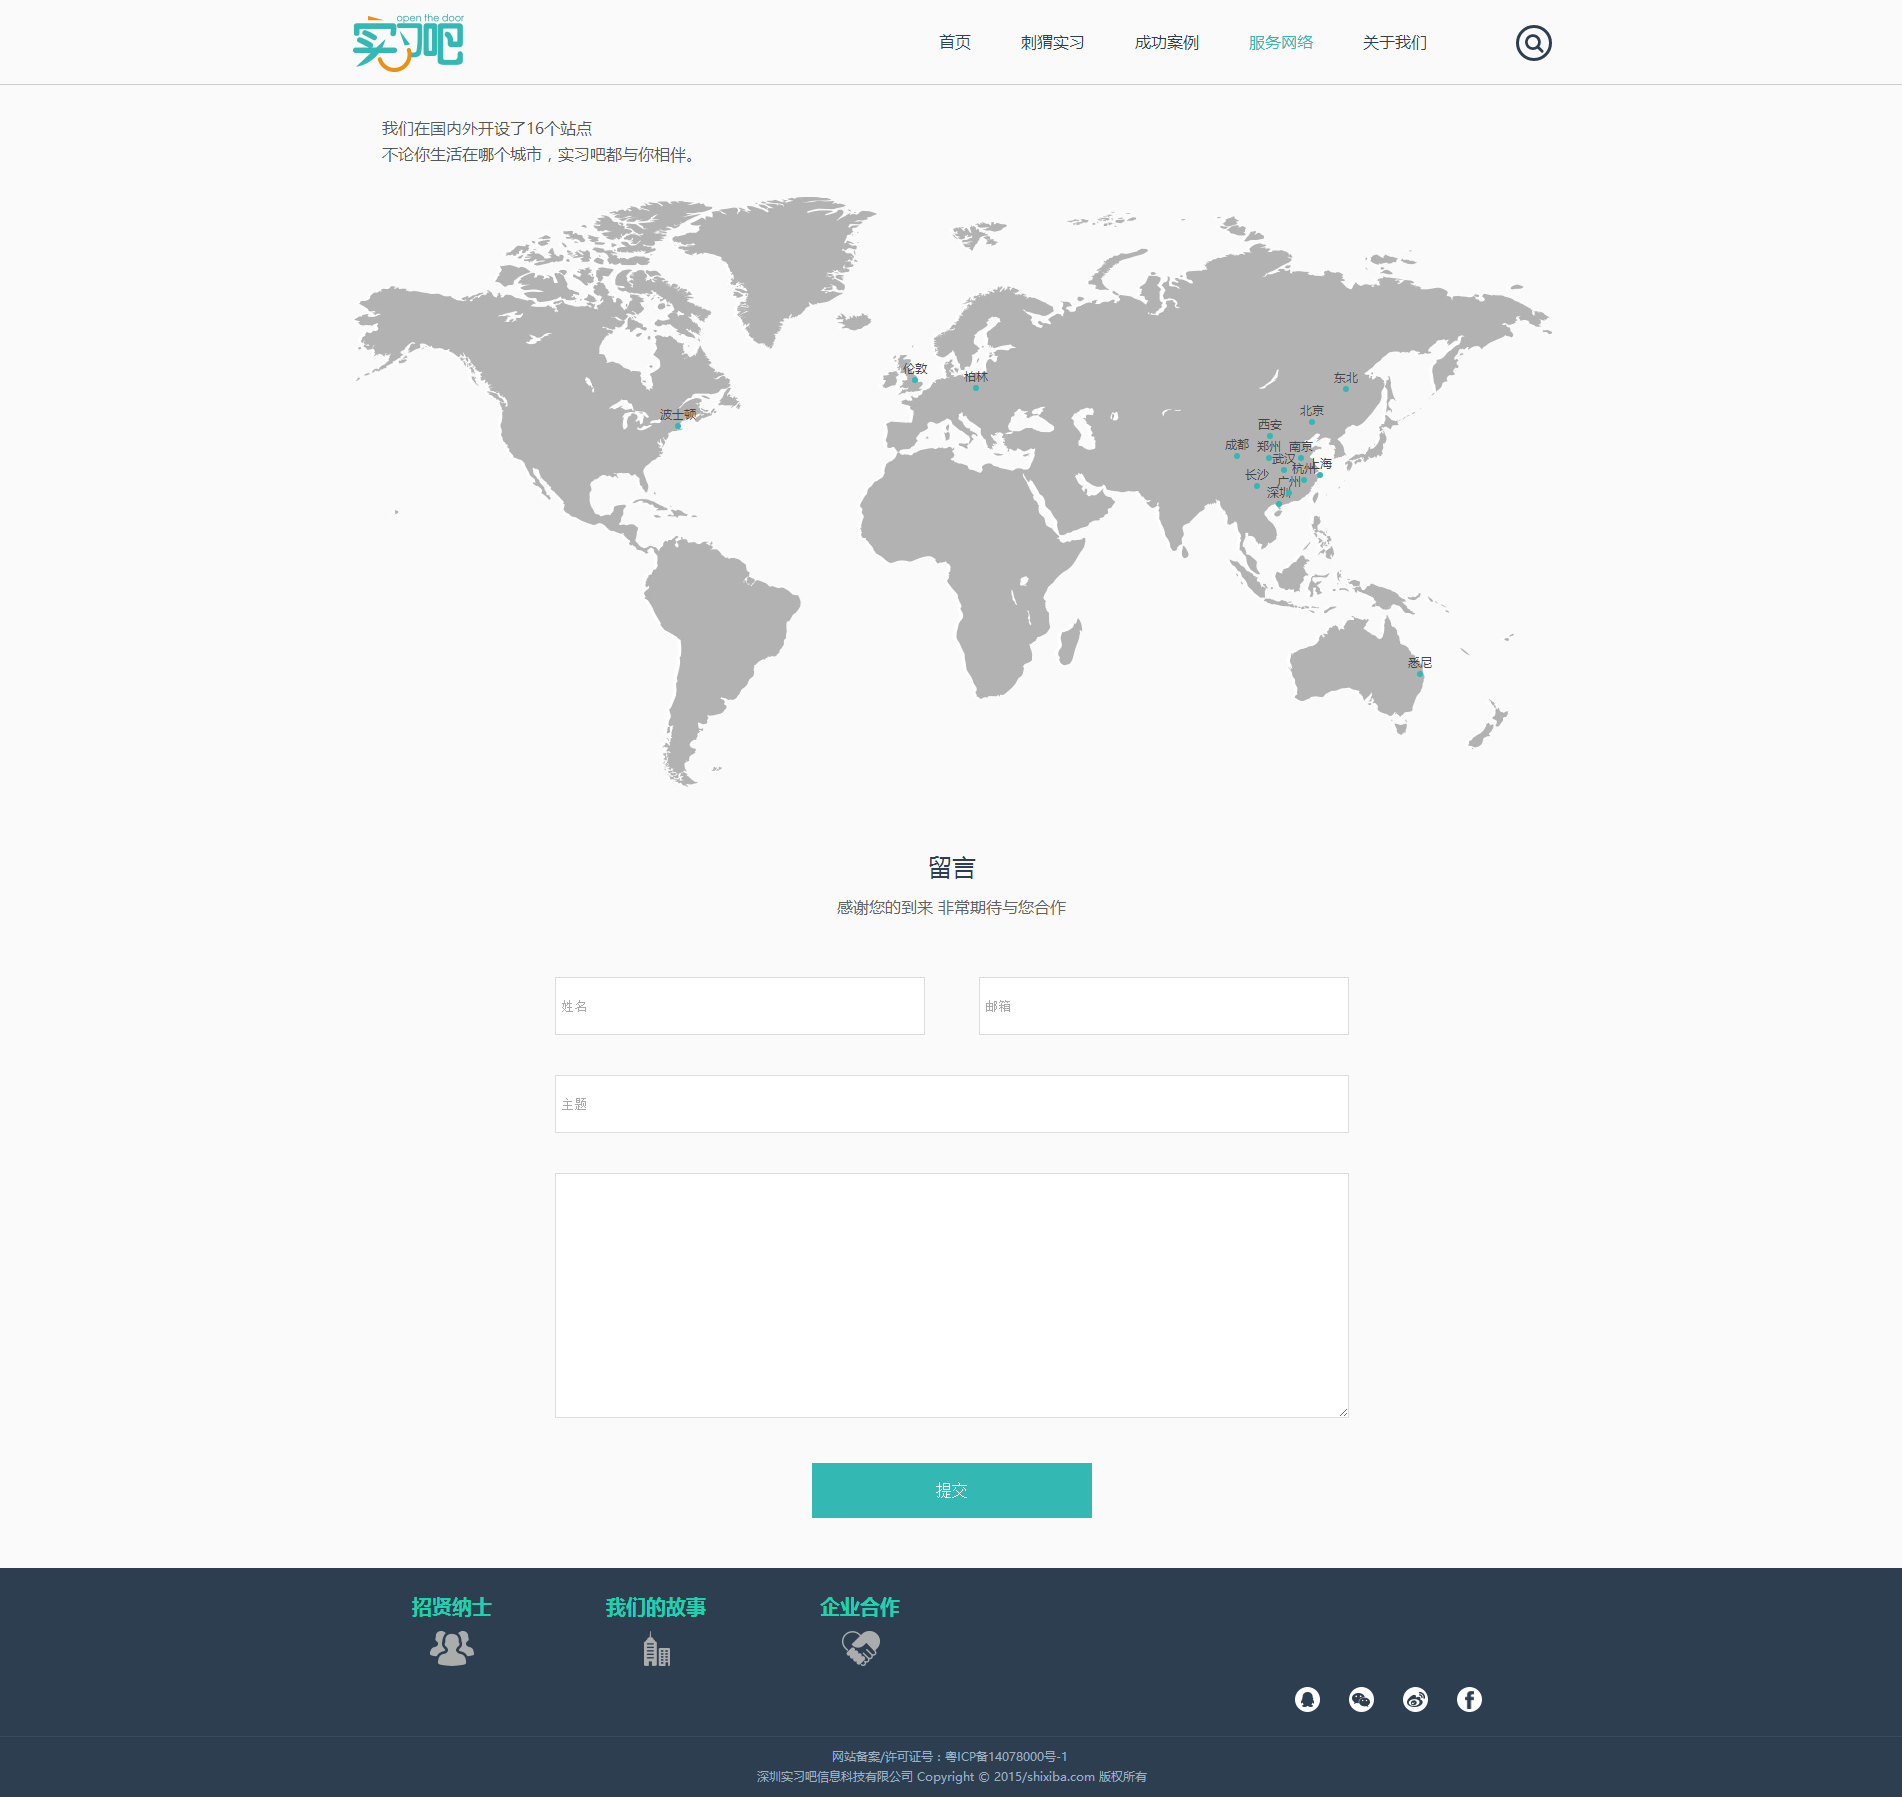 open the door
实习吧
首页
刺猬实习
成功案例
服务网络
关于我们
我们在国内外开设了16个站点
不论你生活在哪个城市，实习吧都与你相伴。
伦敦
柏林
东北
波士顿
北京
西安
成都
郑州
南京
武汉
上海
杭州
长沙
广州
深圳
悉尼
留言
感谢您的到来 非常期待与您合作
姓名
邮箱
主题
提交
招贤纳士
我们的故事
企业合作
网站备案/许可证号：粤ICP备14078000号-1
深圳实习吧信息科技有限公司 Copyright © 2015/shixiba.com 版权所有